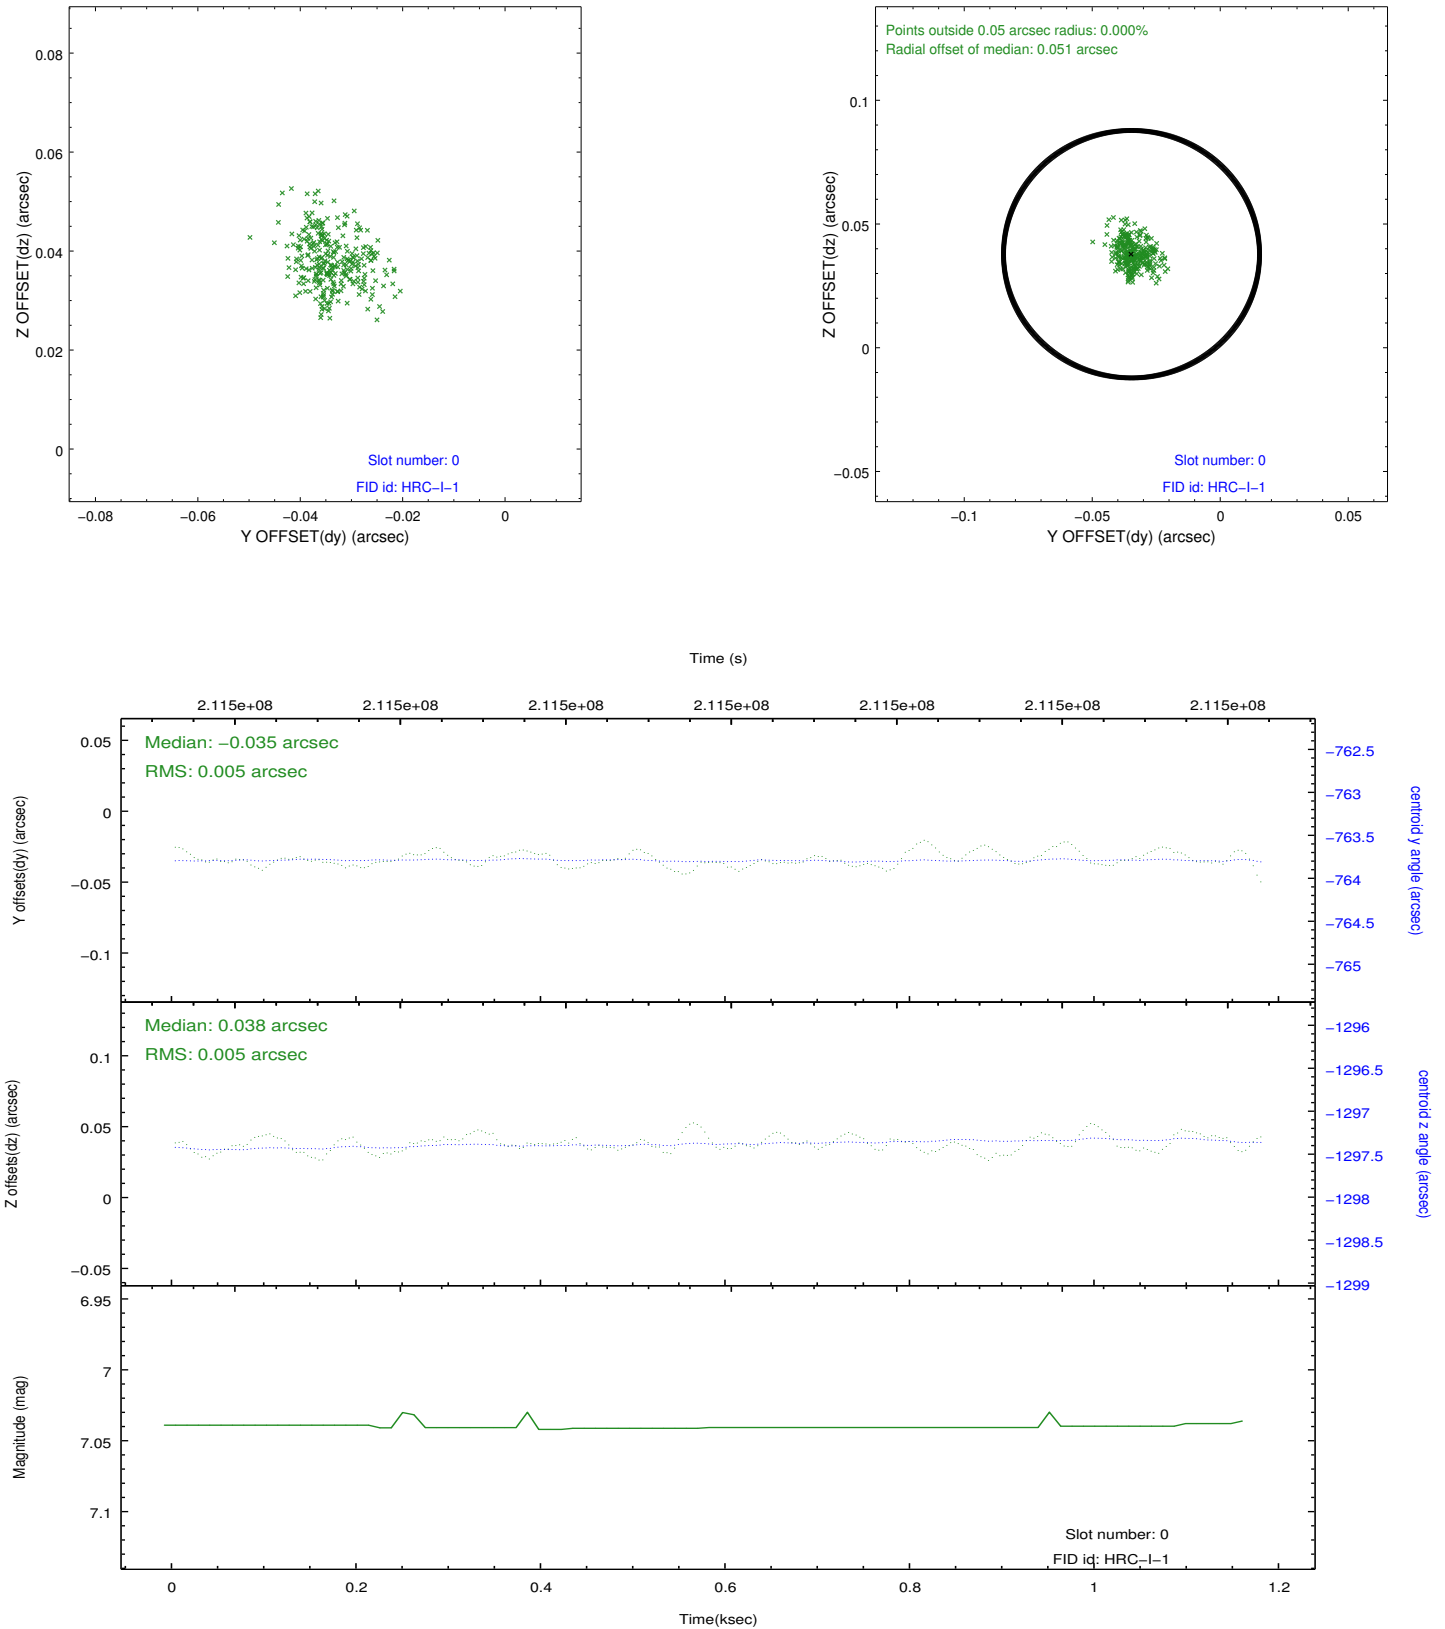 0.08
0.06
0.04
0.02
0
Z OFFSET(dz) (arcsec)
Slot number: 0
FID id: HRC−I−1
−0.08 −0.06 −0.04 −0.02 0
Y OFFSET(dy) (arcsec)
Points outside 0.05 arcsec radius: 0.000%
Radial offset of median: 0.051 arcsec
0.1
0.05
0
−0.05
Z OFFSET(dz) (arcsec)
Slot number: 0
FID id: HRC−I−1
−0.1 −0.05 0 0.05
Y OFFSET(dy) (arcsec)
Time (s)
2.115e+08 2.115e+08 2.115e+08 2.115e+08 2.115e+08 2.115e+08 2.115e+08
Median: −0.035 arcsec
RMS: 0.005 arcsec
0.05
0
−0.05
−0.1
Y offsets(dy) (arcsec)
−762.5
−763
−763.5
−764
−764.5
−765
centroid y angle (arcsec)
Median: 0.038 arcsec
RMS: 0.005 arcsec
0.1
0.05
0
−0.05
Z offsets(dz) (arcsec)
−1296
−1296.5
−1297
−1297.5
−1298
−1298.5
−1299
centroid z angle (arcsec)
6.95
7
7.05
7.1
Magnitude (mag)
Slot number: 0
FID id: HRC−I−1
0 0.2 0.4 0.6 0.8 1 1.2
Time(ksec)